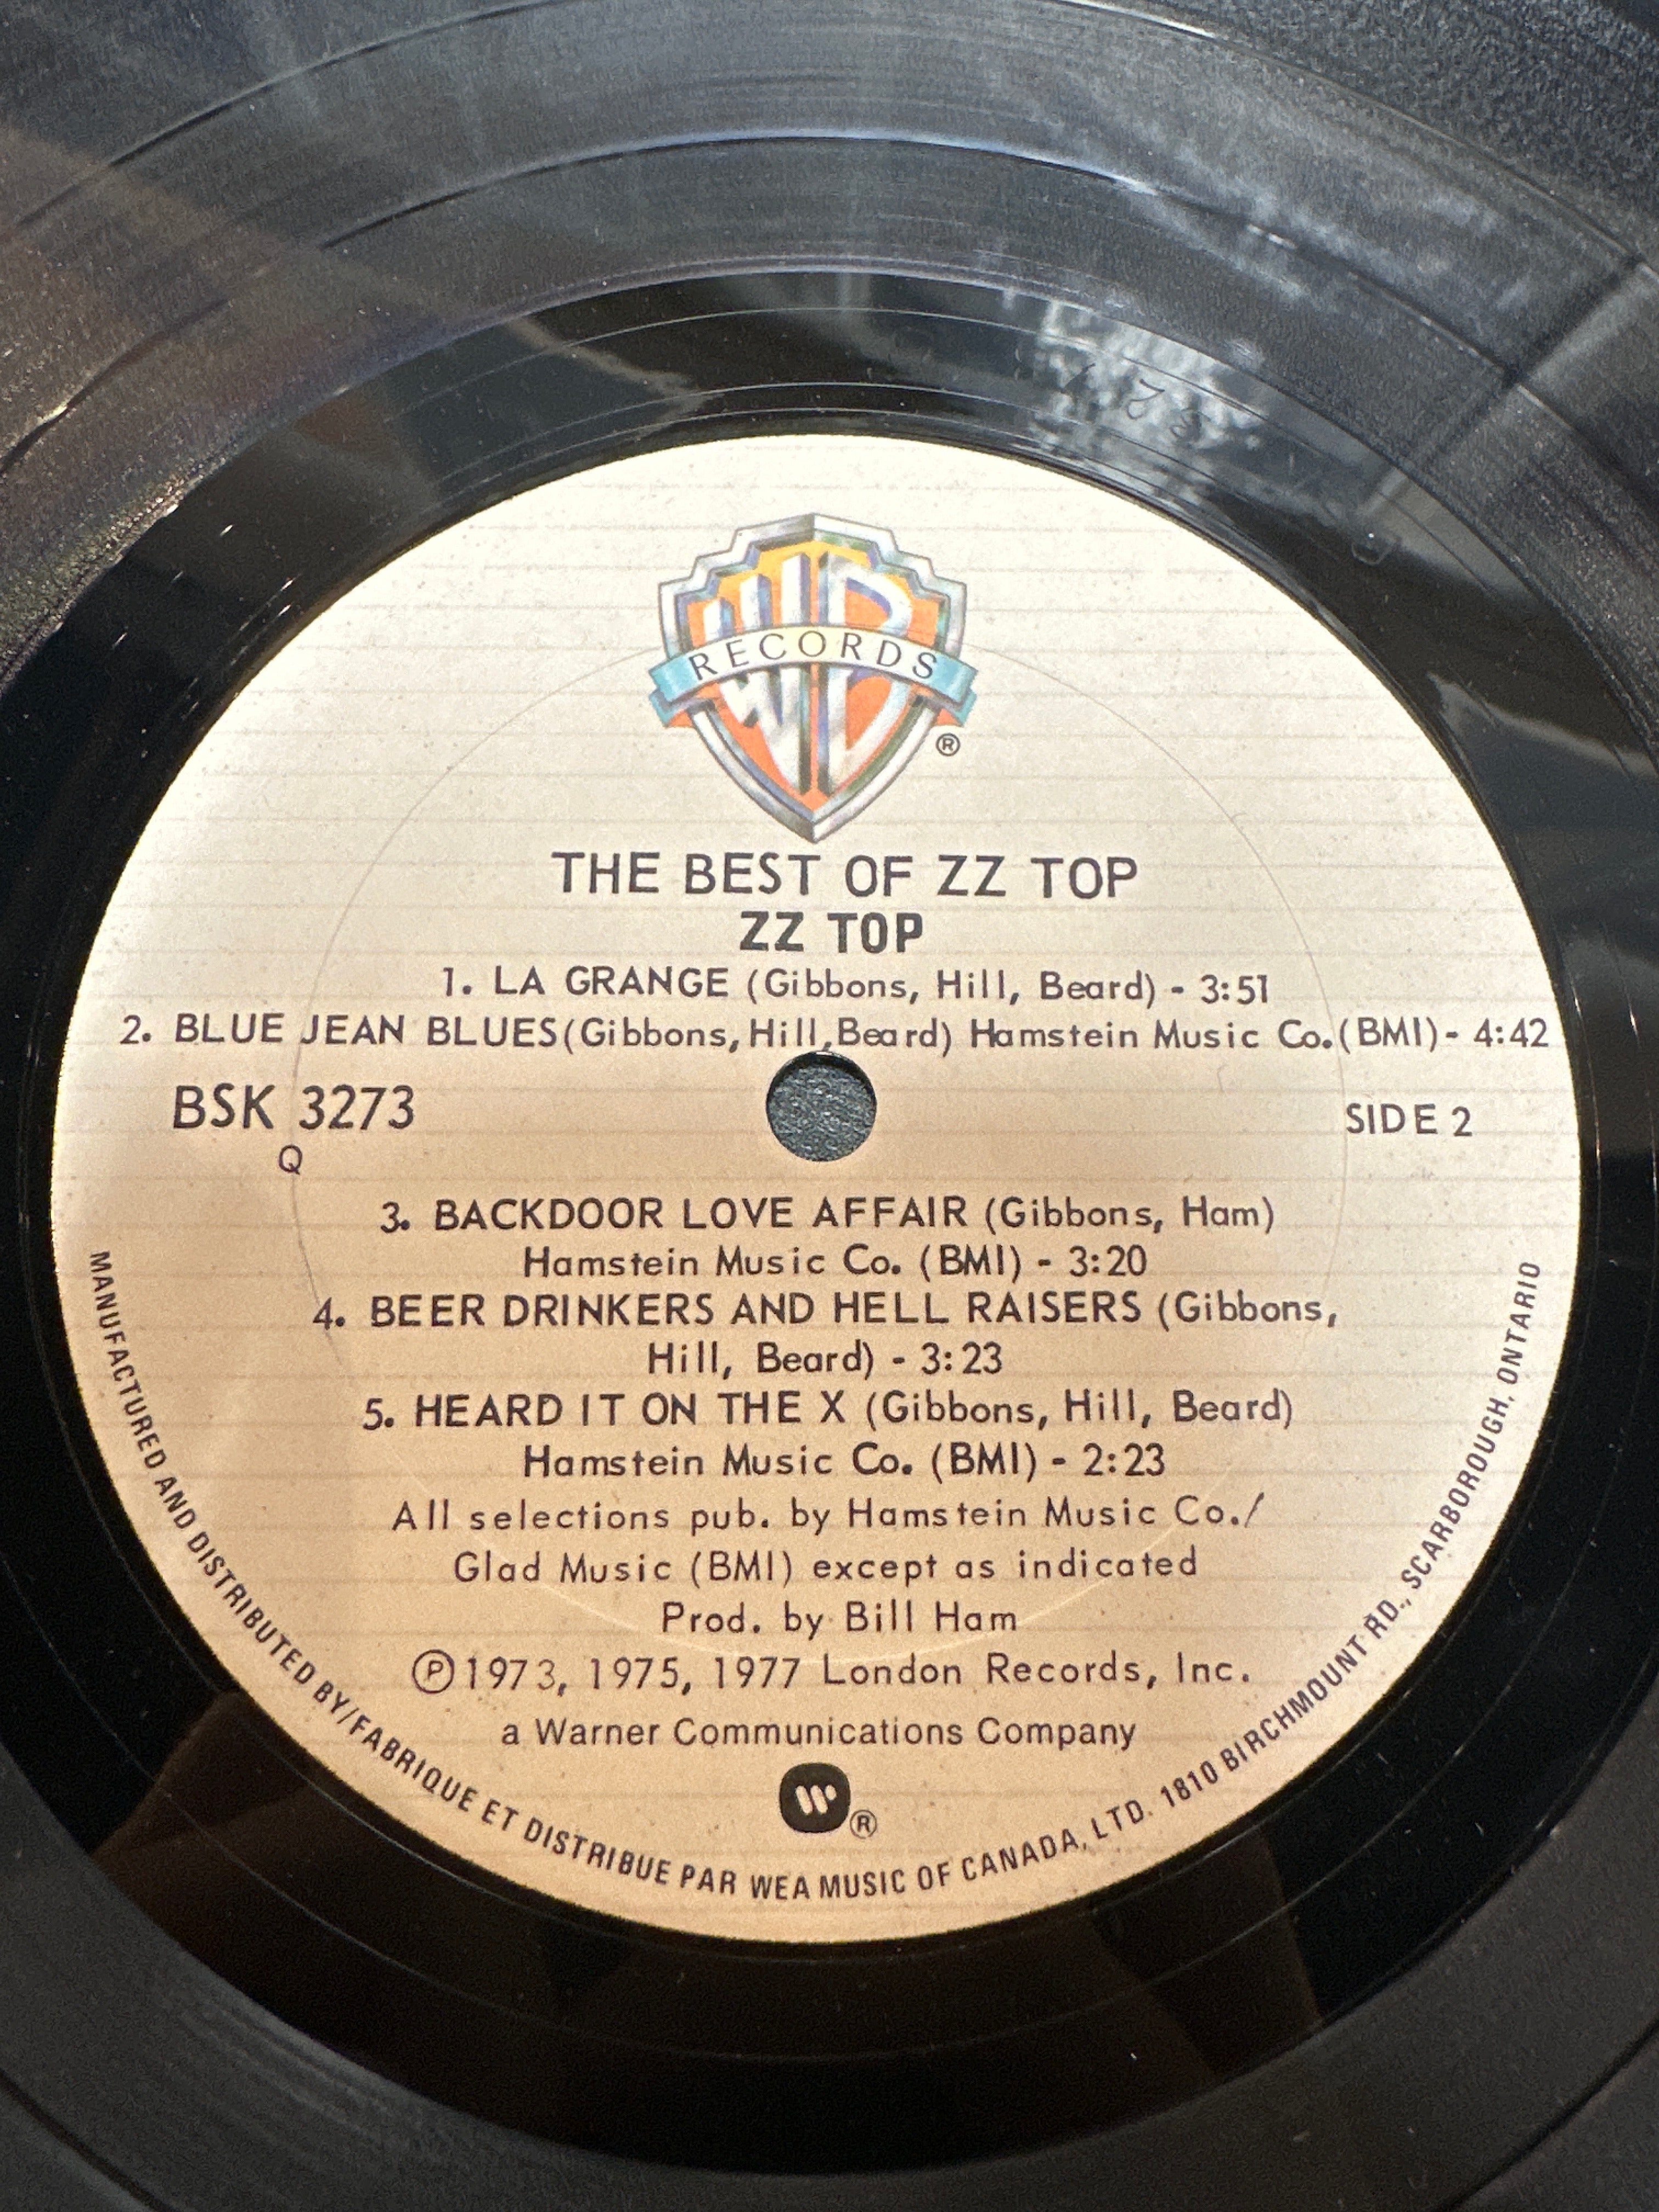 WB
RECORDS
®
THE BEST OF ZZ TOP
ZZ TOP
1. LA GRANGE (Gibbons, Hill, Beard) - 3:51
2. BLUE JEAN BLUES(Gibbons, Hill, Beard) Hamstein Music Co.(BMI)- 4:42
BSK 3273
Q
SIDE 2
3. BACKDOOR LOVE AFFAIR (Gibbons, Ham)
Hamstein Music Co. (BMI) - 3:20
4. BEER DRINKERS AND HELL RAISERS (Gibbons,
Hill, Beard) - 3:23
5. HEARD IT ON THE X (Gibbons, Hill, Beard)
Hamstein Music Co. (BMI) - 2:23
All selections pub. by Hamstein Music Co./
Glad Music (BMI) except as indicated
Prod. by Bill Ham
℗1973, 1975, 1977 London Records, Inc.
a Warner Communications Company
®
MANUFACTURED AND DISTRIBUTED BY/FABRIQUE ET DISTRIBUE PAR WEA MUSIC OF CANADA, LTD. 1810 BIRCHMOUNT RD., SCARBOROUGH, ONTARIO